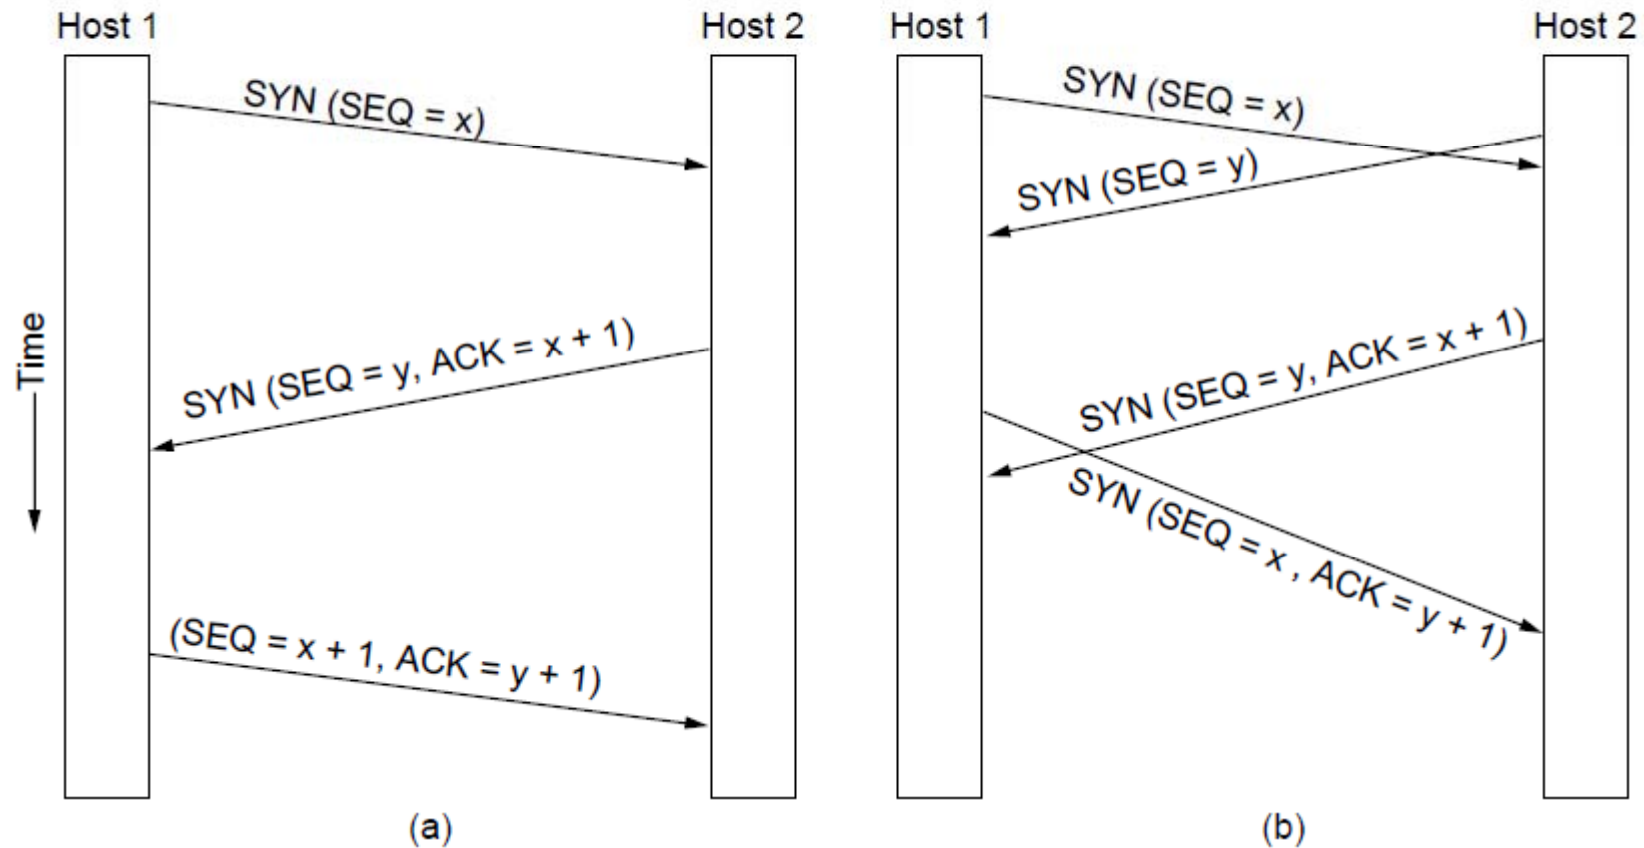 Host 1
Host 2
SYN (SEQ = x)
SYN (SEQ = y, ACK = x + 1)
(SEQ = x + 1, ACK = y + 1)
Time
(a)
Host 1
Host 2
SYN (SEQ = x)
SYN (SEQ = y)
SYN (SEQ = y, ACK = x + 1)
SYN (SEQ = x , ACK = y + 1)
(b)